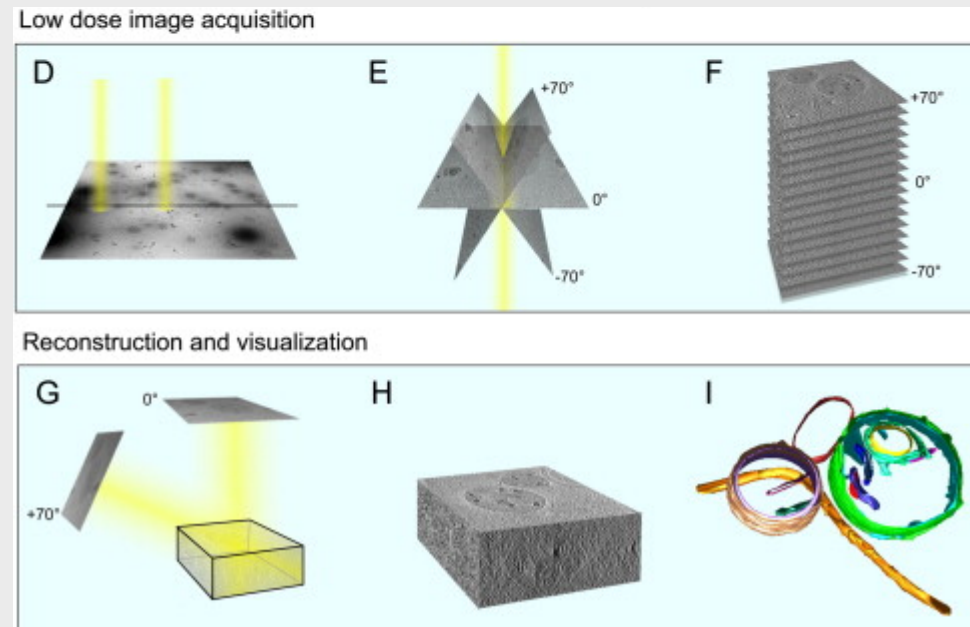 Low dose image acquisition
D
E
F
+70°
+70°
0°
0°
-70°
-70°
Reconstruction and visualization
G
H
I
0°
+70°